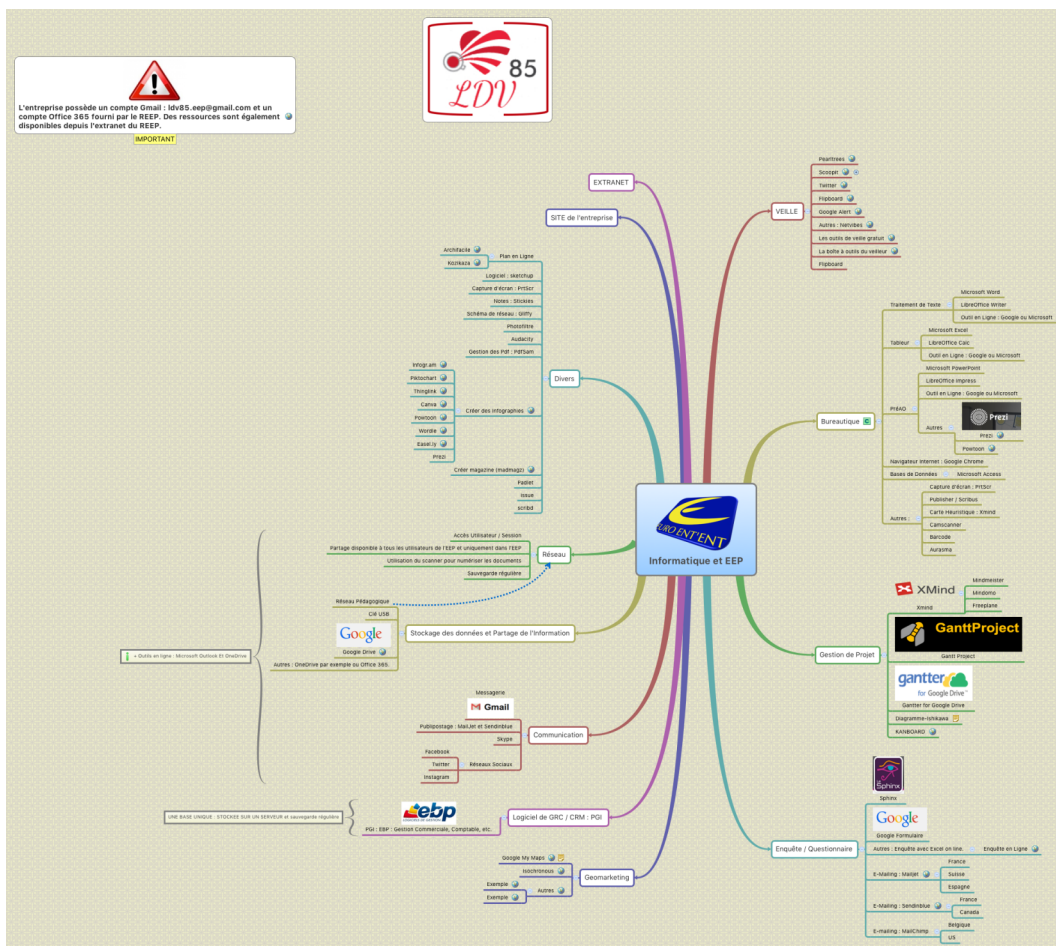 85
LDV
L'entreprise possède un compte Gmail : ldv85.eep@gmail.com et un
compte Office 365 fourni par le REEP. Des ressources sont également
disponibles depuis l'extranet du REEP.
IMPORTANT
EXTRANET
SITE de l'entreprise
VEILLE
Pearltrees
Scoopit
Twitter
Flipboard
Google Alert
Autres : Netvibes
Les outils de veille gratuit
La boîte à outils du veilleur
Flipboard
Divers
Plan en Ligne
Archifacile
Kozikaza
Logiciel : sketchup
Capture d'écran : PrtScr
Notes : Stickies
Schéma de réseau : Gliffy
Photofiltre
Audacity
Gestion des Pdf : PdfSam
Créer des infographies
Infogr.am
Piktochart
Thinglink
Canva
Powtoon
Wordle
Easel.ly
Prezi
Créer magazine (madmagz)
Padlet
issue
scribd
Bureautique
Traitement de Texte
Microsoft Word
LibreOffice Writer
Outil en Ligne : Google ou Microsoft
Tableur
Microsoft Excel
LibreOffice Calc
Outil en Ligne : Google ou Microsoft
PréAO
Microsoft PowerPoint
LibreOffice Impress
Outil en Ligne : Google ou Microsoft
Autres
Prezi
Prezi
Powtoon
Navigateur Internet : Google Chrome
Bases de Données
Microsoft Access
Autres :
Capture d'écran : PrtScr
Publisher / Scribus
Carte Heuristique : Xmind
Camscanner
Barcode
Aurasma
EURO ENT'ENT
Informatique et EEP
Réseau
Accès Utilisateur / Session
Partage disponible à tous les utilisateurs de l'EEP et uniquement dans l'EEP
Utilisation du scanner pour numériser les documents
Sauvegarde régulière
Stockage des données et Partage de l'Information
Réseau Pédagogique
Clé USB
Google
Google Drive
Autres : OneDrive par exemple ou Office 365.
+ Outils en ligne : Microsoft Outlook Et OneDrive
Gestion de Projet
XMind
Xmind
Mindmeister
Mindomo
Freeplane
GanttProject
Gantt Project
gantter
for Google Drive
Gantter for Google Drive
Diagramme-Ishikawa
KANBOARD
Communication
Messagerie
Gmail
Publipostage : MailJet et Sendinblue
Skype
Réseaux Sociaux
Facebook
Twitter
Instagram
Logiciel de GRC / CRM : PGI
ebp
PGI : EBP : Gestion Commerciale, Comptable, etc..
UNE BASE UNIQUE : STOCKEE SUR UN SERVEUR et sauvegarde régulière
Geomarketing
Google My Maps
Isochronous
Autres
Exemple
Exemple
Enquête / Questionnaire
Sphinx
Sphinx
Google
Google Formulaire
Autres : Enquête avec Excel on line.
Enquête en Ligne
E-Mailing : Mailjet
France
Suisse
Espagne
E-Mailing : Sendinblue
France
Canada
E-mailing : MailChimp
Belgique
US